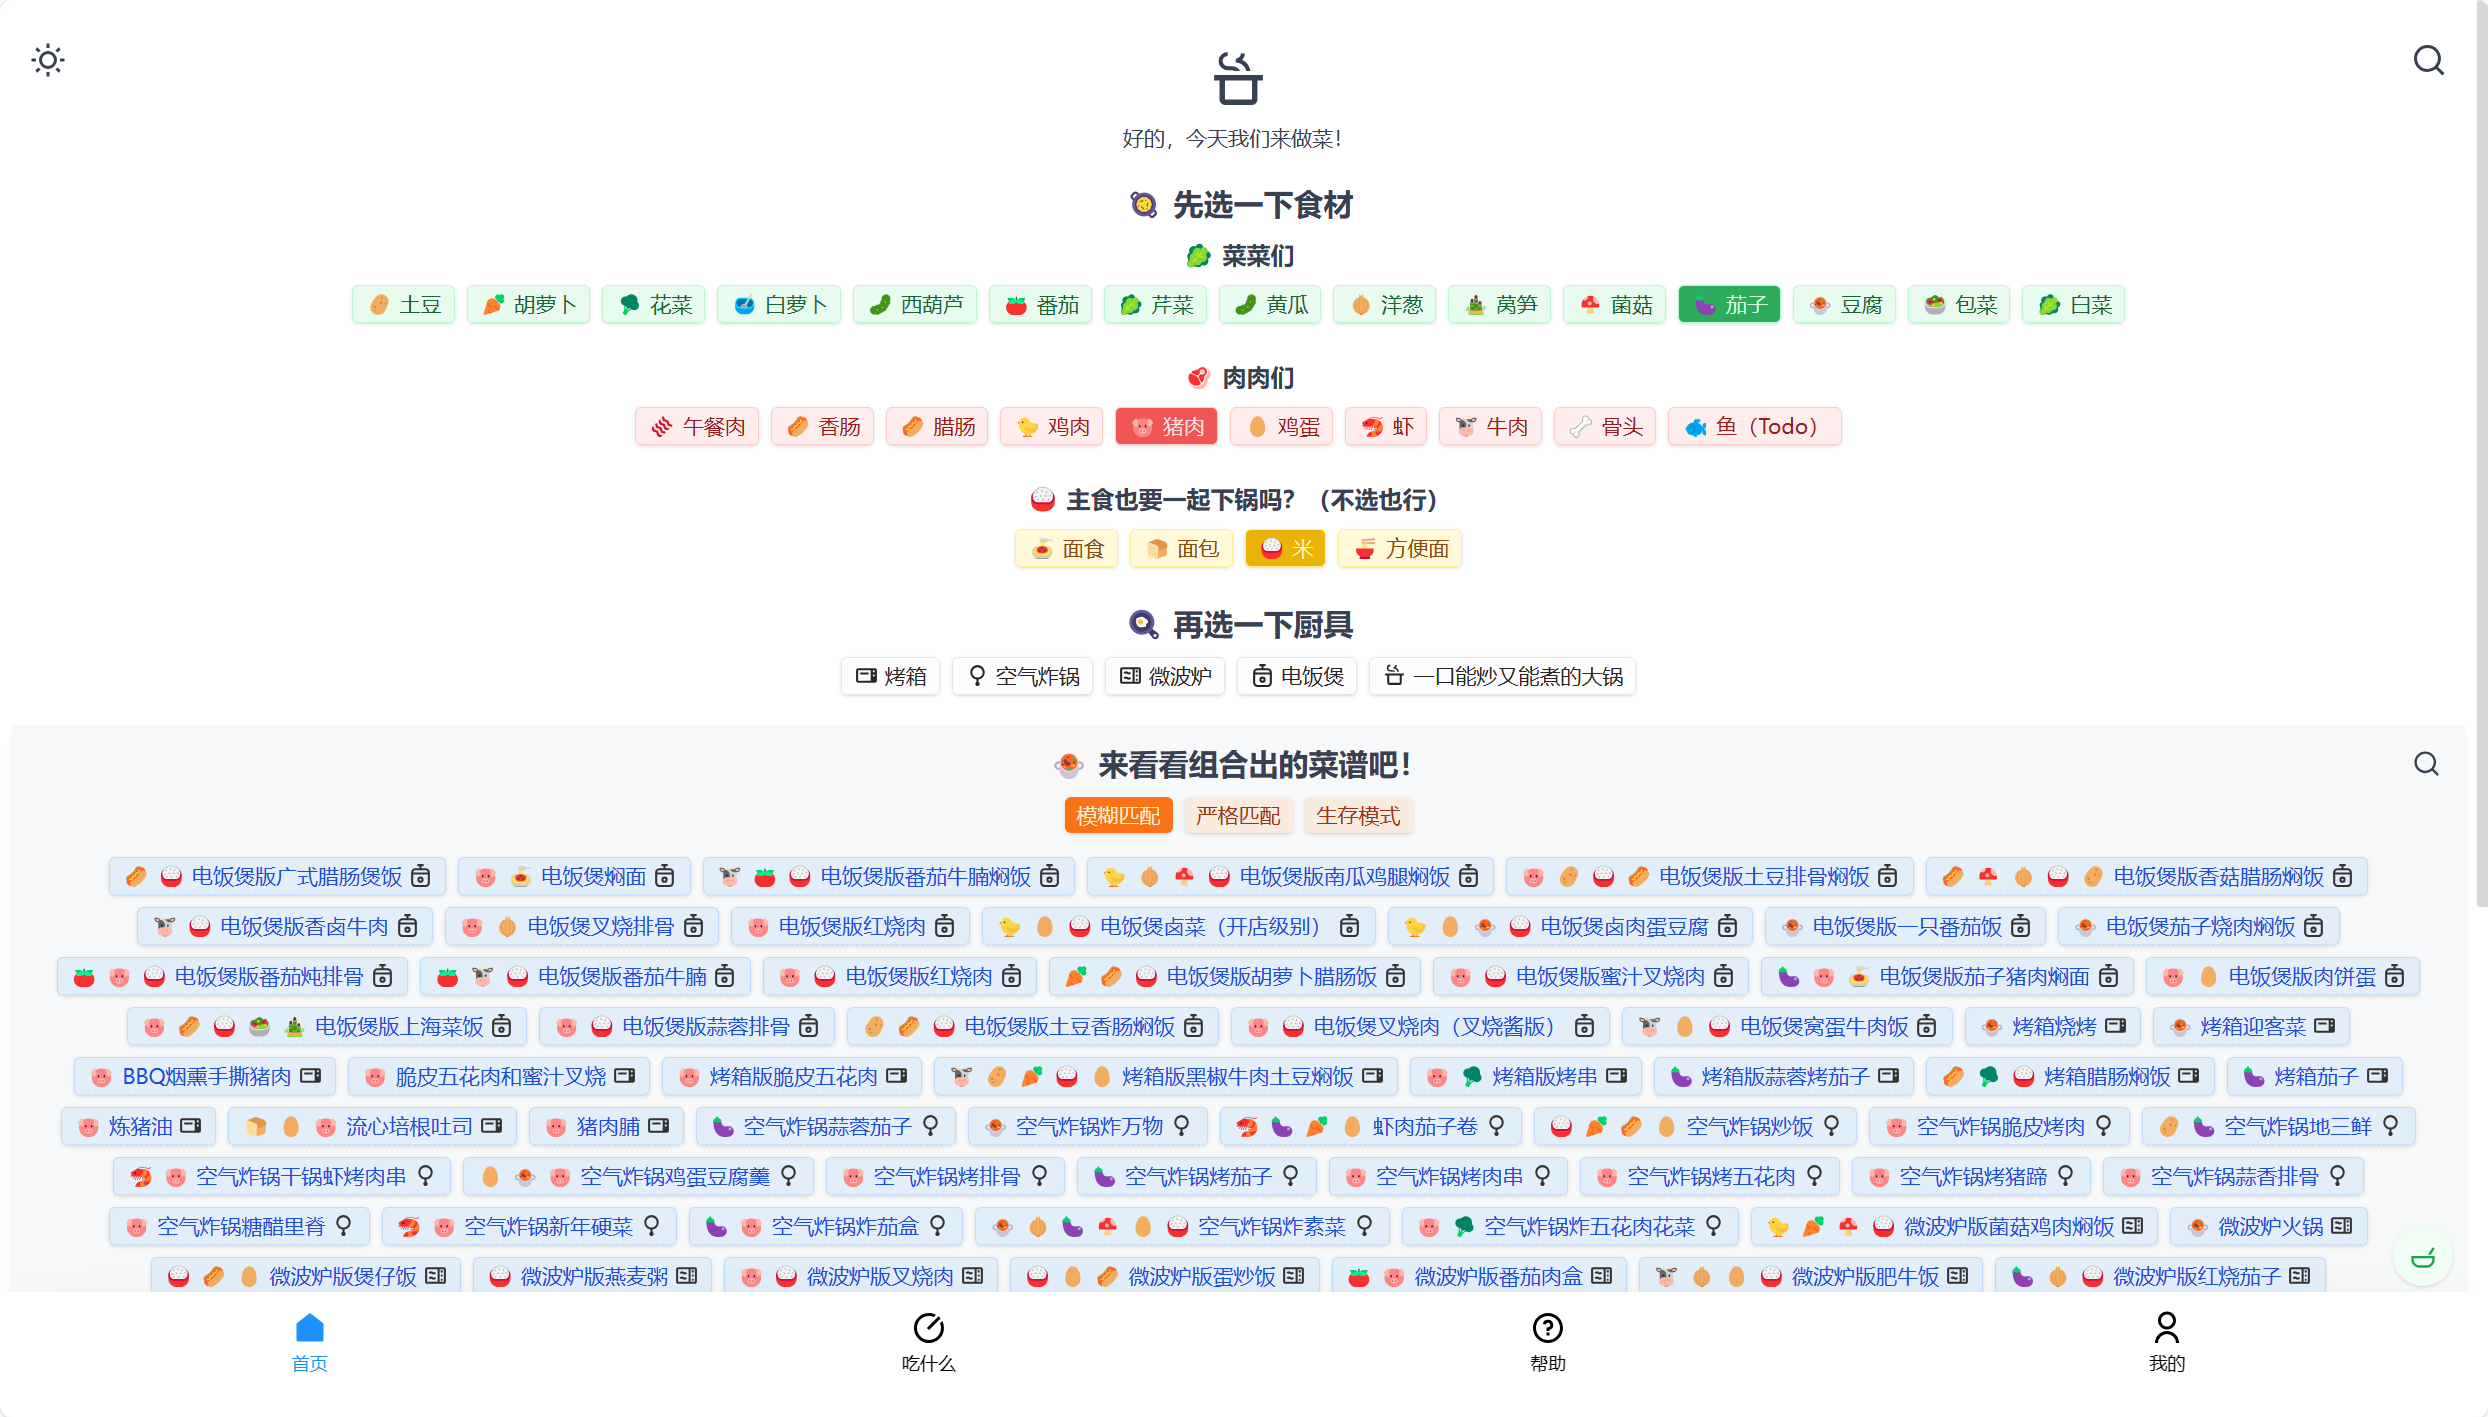 好的，今天我们来做菜！
先选一下食材
菜菜们
土豆 胡萝卜 花菜 白萝卜 西葫芦 番茄 芹菜 黄瓜 洋葱 莴笋 菌菇 茄子 豆腐 包菜 白菜
肉肉们
午餐肉 香肠 腊肠 鸡肉 猪肉 鸡蛋 虾 牛肉 骨头 鱼（Todo）
主食也要一起下锅吗？（不选也行）
面食 面包 米 方便面
再选一下厨具
烤箱 空气炸锅 微波炉 电饭煲 一口能炒又能煮的大锅
来看看组合出的菜谱吧！
模糊匹配 严格匹配 生存模式
电饭煲版广式腊肠煲饭 电饭煲焖面 电饭煲版番茄牛腩焖饭 电饭煲版南瓜鸡腿焖饭 电饭煲版土豆排骨焖饭 电饭煲版香菇腊肠焖饭
电饭煲版香卤牛肉 电饭煲叉烧排骨 电饭煲版红烧肉 电饭煲卤菜（开店级别） 电饭煲卤肉蛋豆腐 电饭煲版一只番茄饭 电饭煲茄子烧肉焖饭
电饭煲版番茄炖排骨 电饭煲版番茄牛腩 电饭煲版红烧肉 电饭煲版胡萝卜腊肠饭 电饭煲版蜜汁叉烧肉 电饭煲版茄子猪肉焖面 电饭煲版肉饼蛋
电饭煲版上海菜饭 电饭煲版蒜蓉排骨 电饭煲版土豆香肠焖饭 电饭煲叉烧肉（叉烧酱版） 电饭煲窝蛋牛肉饭 烤箱烧烤 烤箱迎客菜
BBQ烟熏手撕猪肉 脆皮五花肉和蜜汁叉烧 烤箱版脆皮五花肉 烤箱版黑椒牛肉土豆焖饭 烤箱版烤串 烤箱版蒜蓉烤茄子 烤箱腊肠焖饭 烤箱茄子
炼猪油 流心培根吐司 猪肉脯 空气炸锅蒜蓉茄子 空气炸锅炸万物 虾肉茄子卷 空气炸锅炒饭 空气炸锅脆皮烤肉 空气炸锅地三鲜
空气炸锅干锅虾烤肉串 空气炸锅鸡蛋豆腐羹 空气炸锅烤排骨 空气炸锅烤茄子 空气炸锅烤肉串 空气炸锅烤五花肉 空气炸锅烤猪蹄 空气炸锅蒜香排骨
空气炸锅糖醋里脊 空气炸锅新年硬菜 空气炸锅炸茄盒 空气炸锅炸素菜 空气炸锅炸五花肉花菜 微波炉版菌菇鸡肉焖饭 微波炉火锅
微波炉版煲仔饭 微波炉版燕麦粥 微波炉版叉烧肉 微波炉版蛋炒饭 微波炉版番茄肉盒 微波炉版肥牛饭 微波炉版红烧茄子
首页 吃什么 帮助 我的